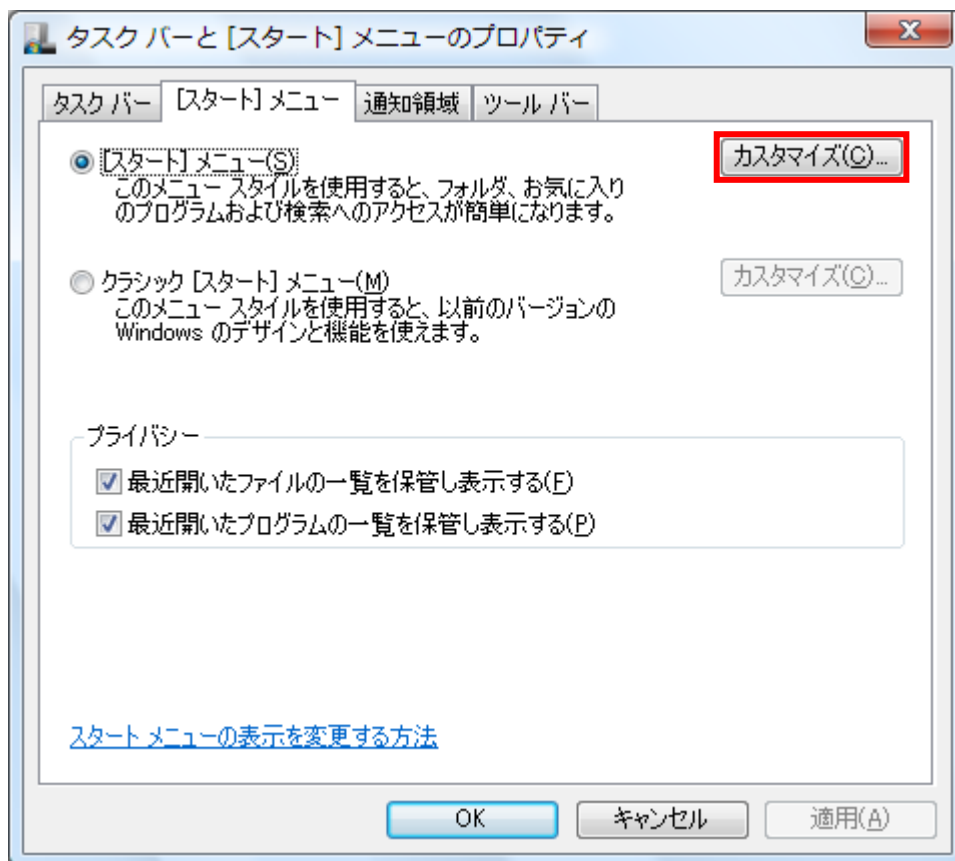 タスク バーと [スタート] メニューのプロパティ
タスク バー [スタート] メニュー 通知領域 ツール バー
[スタート] メニュー(S) カスタマイズ(C)...
このメニュー スタイルを使用すると、フォルダ、お気に入り
のプログラムおよび検索へのアクセスが簡単になります。
クラシック [スタート] メニュー(M) カスタマイズ(C)...
このメニュー スタイルを使用すると、以前のバージョンの
Windows のデザインと機能を使えます。
プライバシー
最近開いたファイルの一覧を保管し表示する(F)
最近開いたプログラムの一覧を保管し表示する(P)
スタート メニューの表示を変更する方法
OK キャンセル 適用(A)